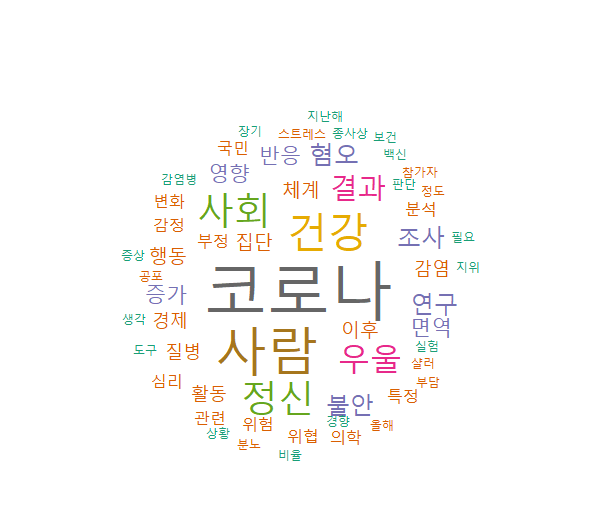 지난해
장기 스트레스 종사상 보건
국민 반응 혐오 백신
감염병 영향 체계 결과 판단 참가자
변화 사회 정도
감정 부정 집단 건강 분석
증상 행동 조사 필요
공포 감염 지위
증가 코로나 연구
생각 경제 이후 면역
도구 질병 사람 우울 실험
심리 샬러
활동 정신 불안 특정 부담
관련 위험 경향 올해
상황 위협 의학
분노
비율